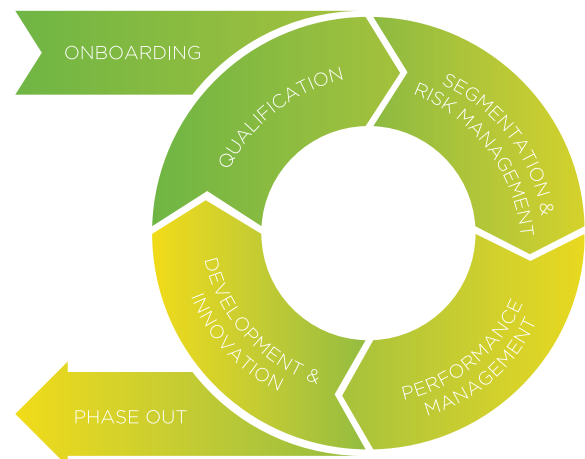 ONBOARDING
QUALIFICATION
SEGMENTATION &
RISK MANAGEMENT
PERFORMANCE
MANAGEMENT
DEVELOPMENT &
INNOVATION
PHASE OUT